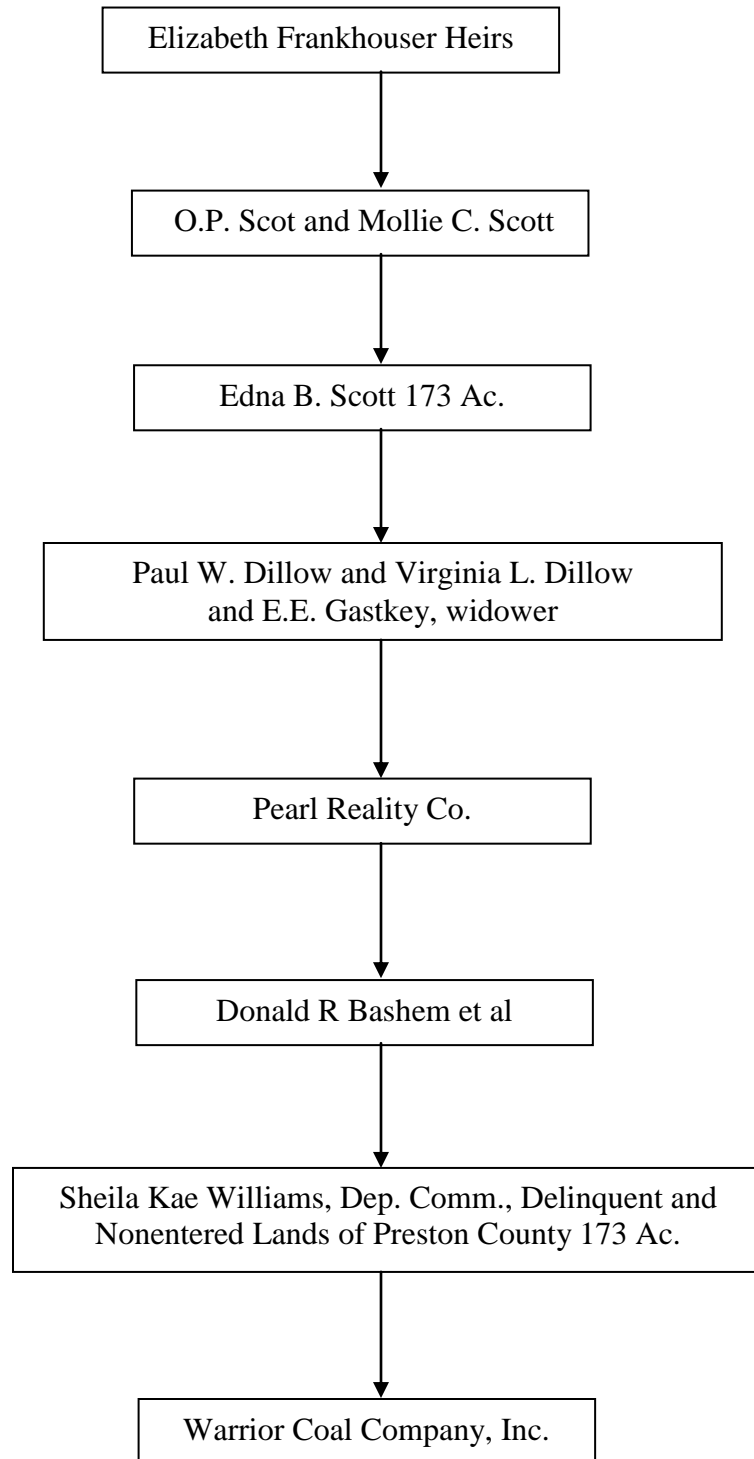 Elizabeth Frankhouser Heirs
O.P. Scot and Mollie C. Scott
Edna B. Scott 173 Ac.
Paul W. Dillow and Virginia L. Dillow
and E.E. Gastkey, widower
Pearl Reality Co.
Donald R Bashem et al
Sheila Kae Williams, Dep. Comm., Delinquent and
Nonentered Lands of Preston County 173 Ac.
Warrior Coal Company, Inc.